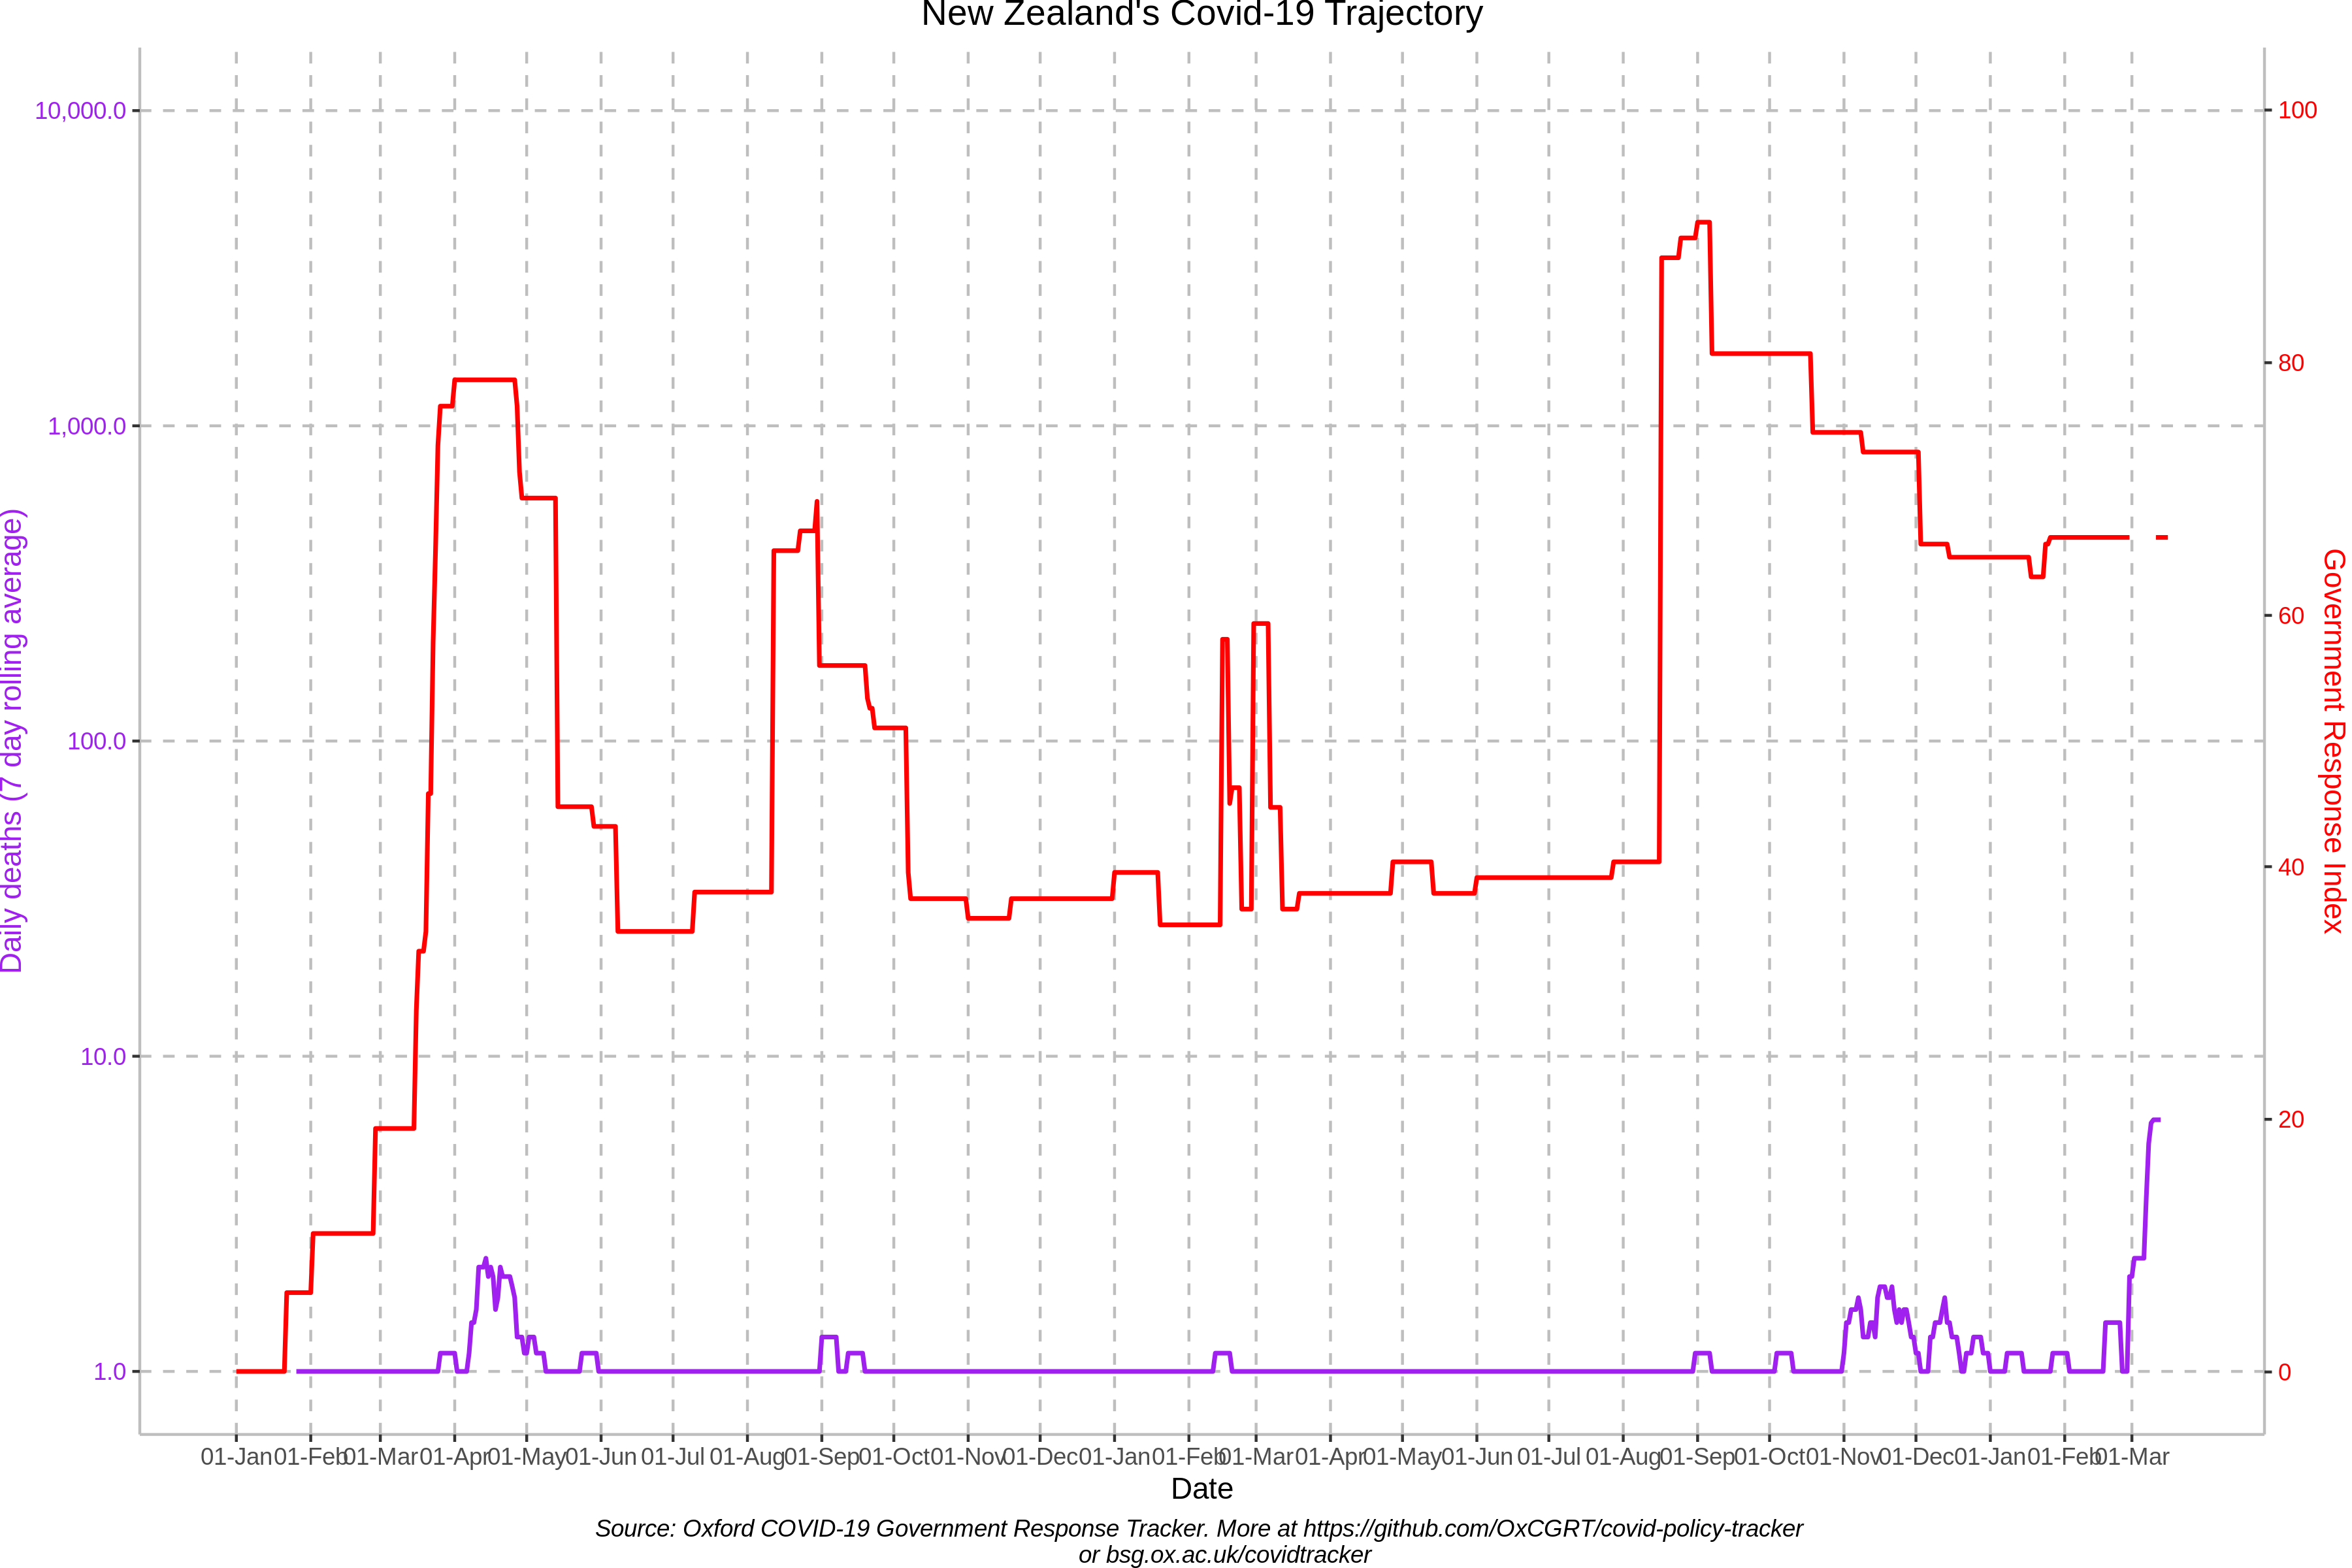 New Zealand's Covid-19 Trajectory
10,000.0
1,000.0
100.0
10.0
1.0
Daily deaths (7 day rolling average)
100
80
60
40
20
0
Government Response Index
01-Jan 01-Feb 01-Mar 01-Apr 01-May 01-Jun 01-Jul 01-Aug 01-Sep 01-Oct 01-Nov 01-Dec 01-Jan 01-Feb 01-Mar 01-Apr 01-May 01-Jun 01-Jul 01-Aug 01-Sep 01-Oct 01-Nov 01-Dec 01-Jan 01-Feb 01-Mar
Date
Source: Oxford COVID-19 Government Response Tracker. More at https://github.com/OxCGRT/covid-policy-tracker
or bsg.ox.ac.uk/covidtracker